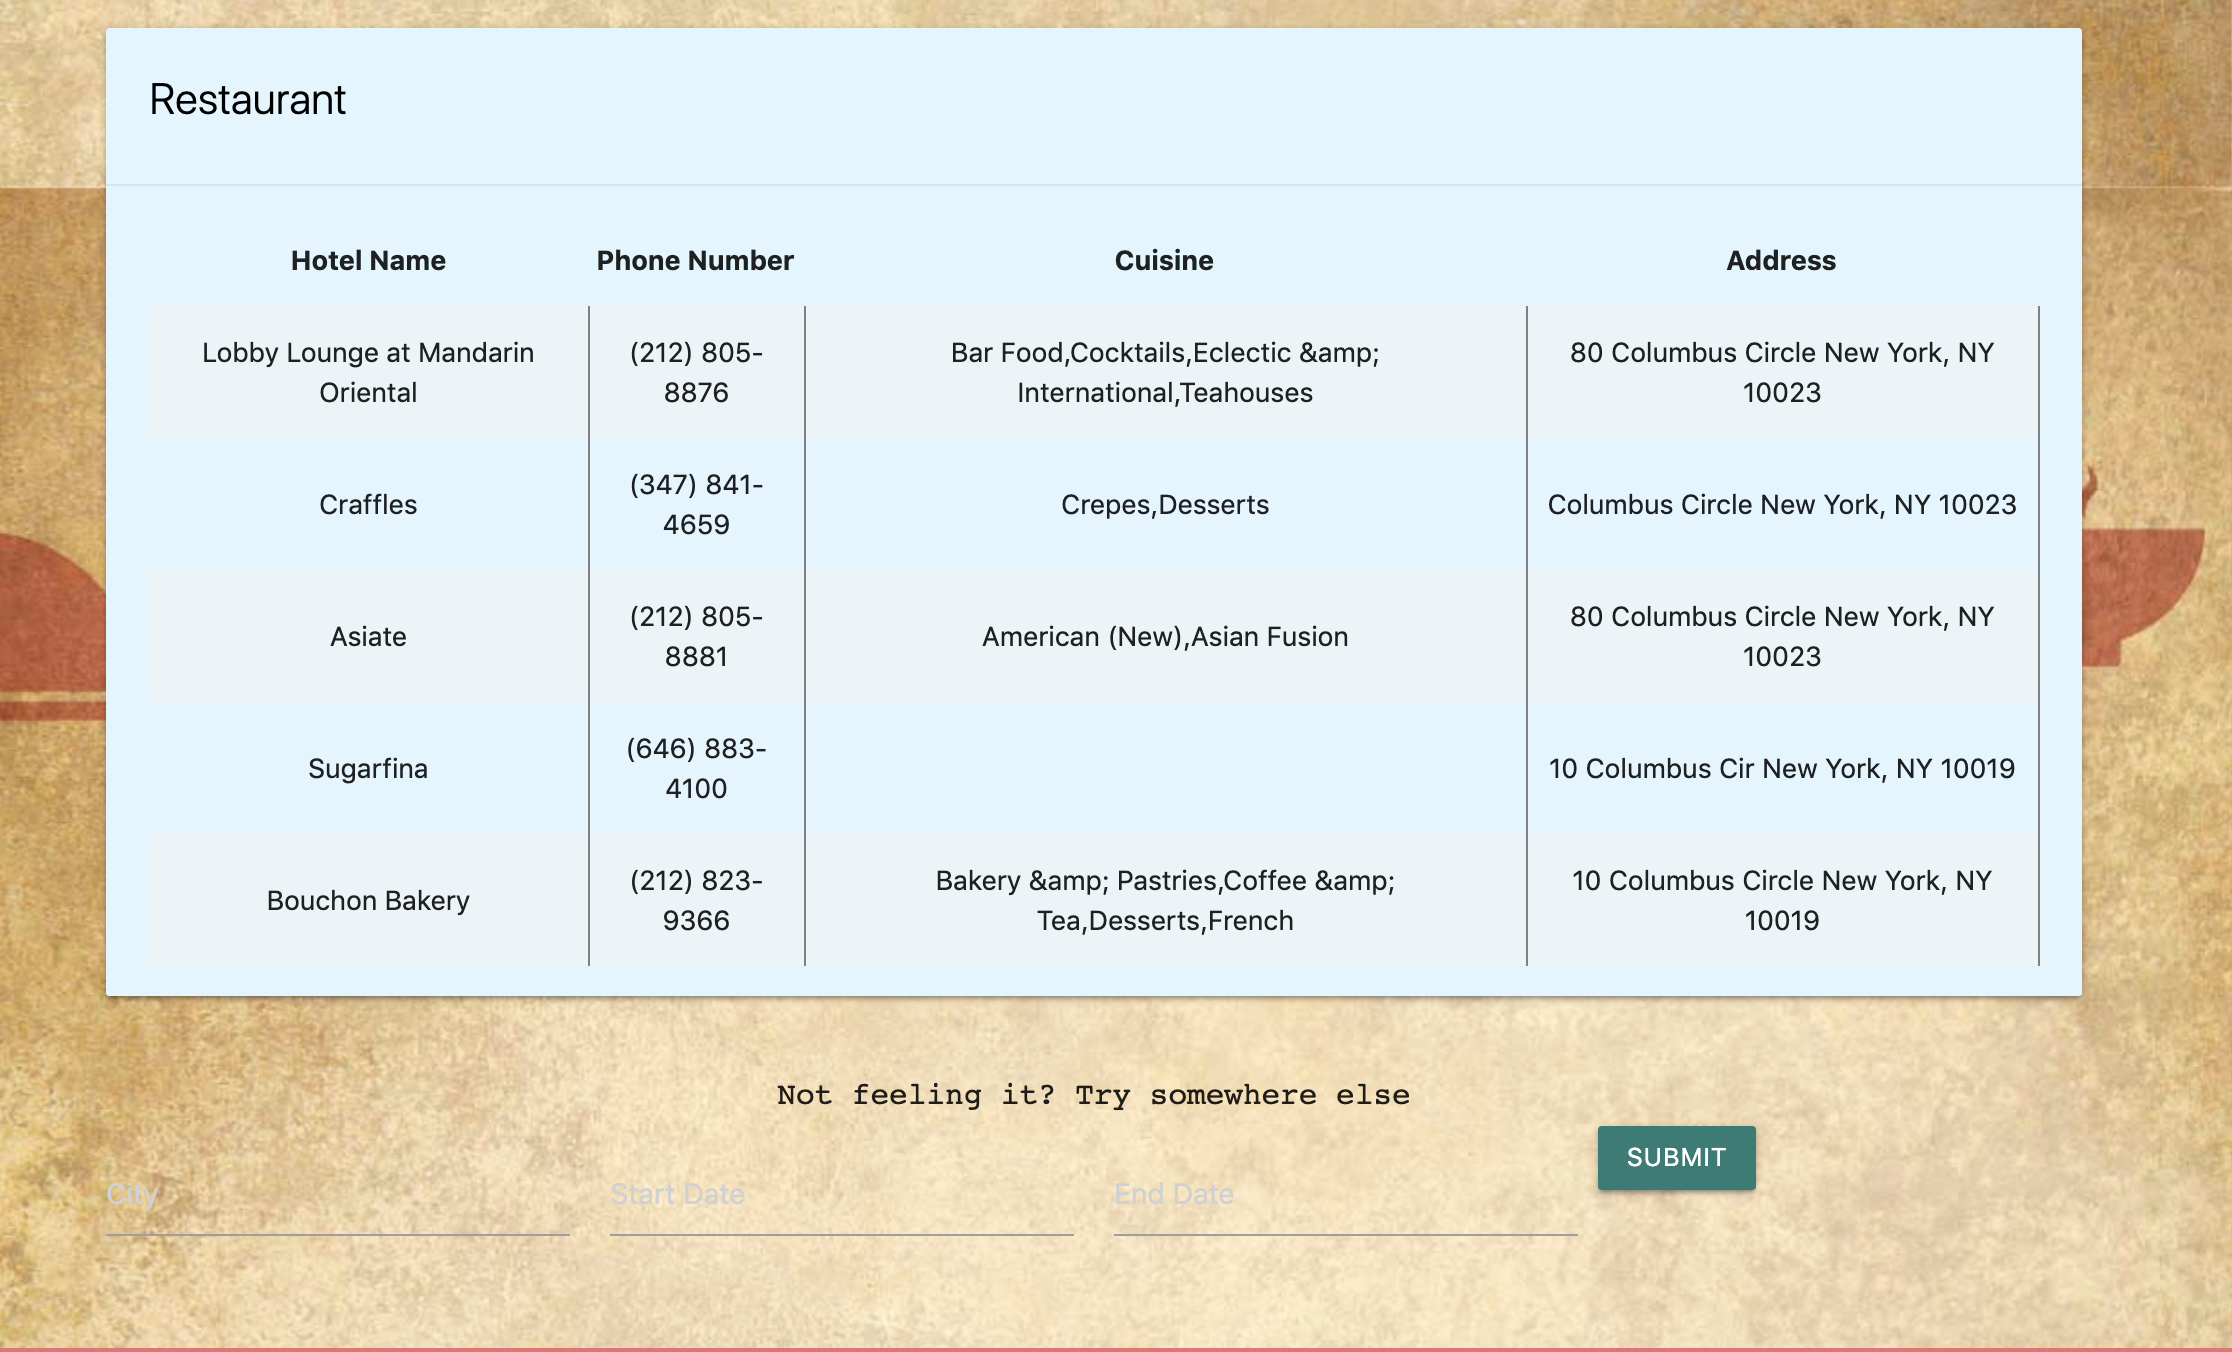 Restaurant
Hotel Name Phone Number Cuisine Address
Lobby Lounge at Mandarin
Oriental
(212) 805-
8876
Bar Food,Cocktails,Eclectic &amp;
International,Teahouses
80 Columbus Circle New York, NY
10023
Craffles
(347) 841-
4659
Crepes,Desserts
Columbus Circle New York, NY 10023
Asiate
(212) 805-
8881
American (New),Asian Fusion
80 Columbus Circle New York, NY
10023
Sugarfina
(646) 883-
4100
10 Columbus Cir New York, NY 10019
Bouchon Bakery
(212) 823-
9366
Bakery &amp; Pastries,Coffee &amp;
Tea,Desserts,French
10 Columbus Circle New York, NY
10019
Not feeling it? Try somewhere else
City
Start Date
End Date
SUBMIT